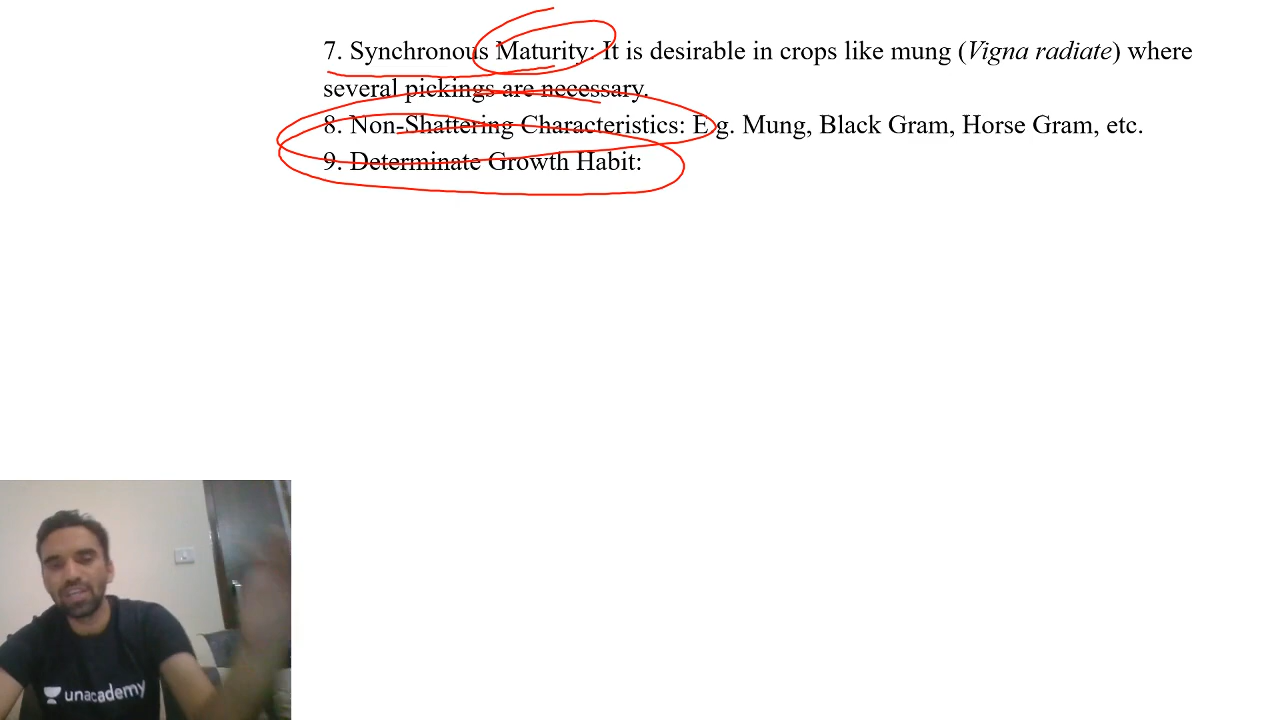 7. Synchronous Maturity: It is desirable in crops like mung (Vigna radiate) where
several pickings are necessary.
8. Non-Shattering Characteristics: E.g. Mung, Black Gram, Horse Gram, etc.
9. Determinate Growth Habit:
unacademy